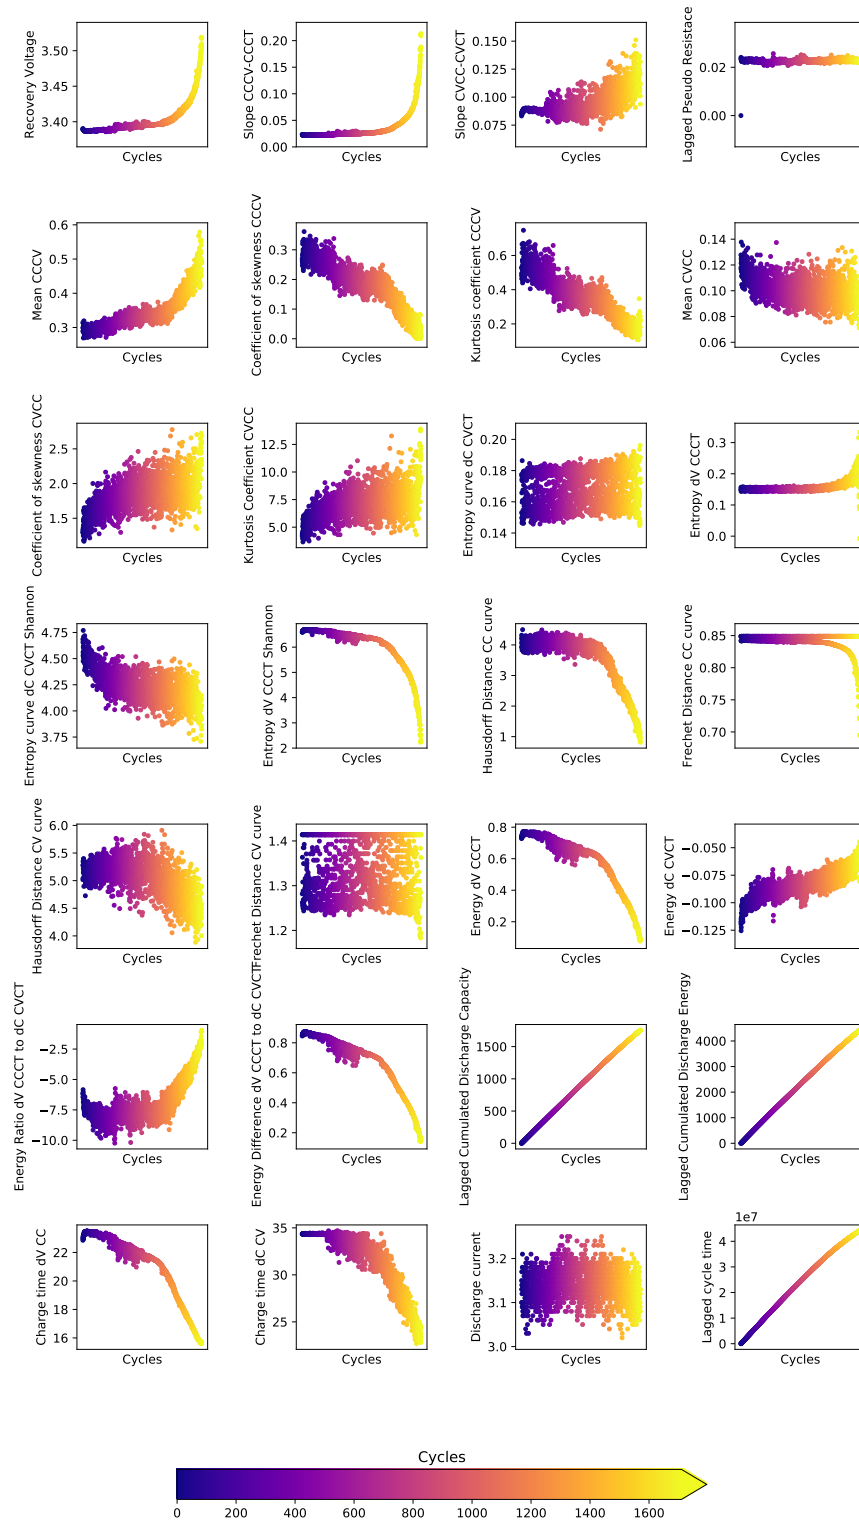 Recovery Voltage
3.50
3.45
3.40
Cycles
Slope CCCV-CCCT
0.20
0.15
0.10
0.05
0.00
Cycles
Slope CVCC-CVCT
0.150
0.125
0.100
0.075
Cycles
Lagged Pseudo Resistace
0.02
0.00
Cycles
Mean CCCV
0.6
0.5
0.4
0.3
Cycles
Coefficient of skewness CCCV
0.3
0.2
0.1
0.0
Cycles
Kurtosis coefficient CCCV
0.6
0.4
0.2
Cycles
Mean CVCC
0.14
0.12
0.10
0.08
0.06
Cycles
Coefficient of skewness CVCC
2.5
2.0
1.5
Cycles
Kurtosis Coefficient CVCC
12.5
10.0
7.5
5.0
Cycles
Entropy curve dC CVCT
0.20
0.18
0.16
0.14
Cycles
Entropy dV CCCT
0.3
0.2
0.1
0.0
Cycles
Entropy curve dC CVCT Shannon
4.75
4.50
4.25
4.00
3.75
Cycles
Entropy dV CCCT Shannon
6
5
4
3
2
Cycles
Hausdorff Distance CC curve
4
3
2
1
Cycles
Frechet Distance CC curve
0.85
0.80
0.75
0.70
Cycles
Hausdorff Distance CV curve
6.0
5.5
5.0
4.5
4.0
Cycles
Frechet Distance CV curve
1.4
1.3
1.2
Cycles
Energy dV CCCT
0.8
0.6
0.4
0.2
Cycles
Energy dC CVCT
−0.050
−0.075
−0.100
−0.125
Cycles
Energy Ratio dV CCCT to dC CVCT
−2.5
−5.0
−7.5
−10.0
Cycles
Energy Difference dV CCCT to dC CVCT
0.8
0.6
0.4
0.2
Cycles
Lagged Cumulated Discharge Capacity
1500
1000
500
0
Cycles
Lagged Cumulated Discharge Energy
4000
3000
2000
1000
0
Cycles
Charge time dV CC
22
20
18
16
Cycles
Charge time dC CV
35
30
25
Cycles
Discharge current
3.2
3.1
3.0
Cycles
Lagged cycle time
1e7
4
3
2
1
0
Cycles
Cycles
0 200 400 600 800 1000 1200 1400 1600